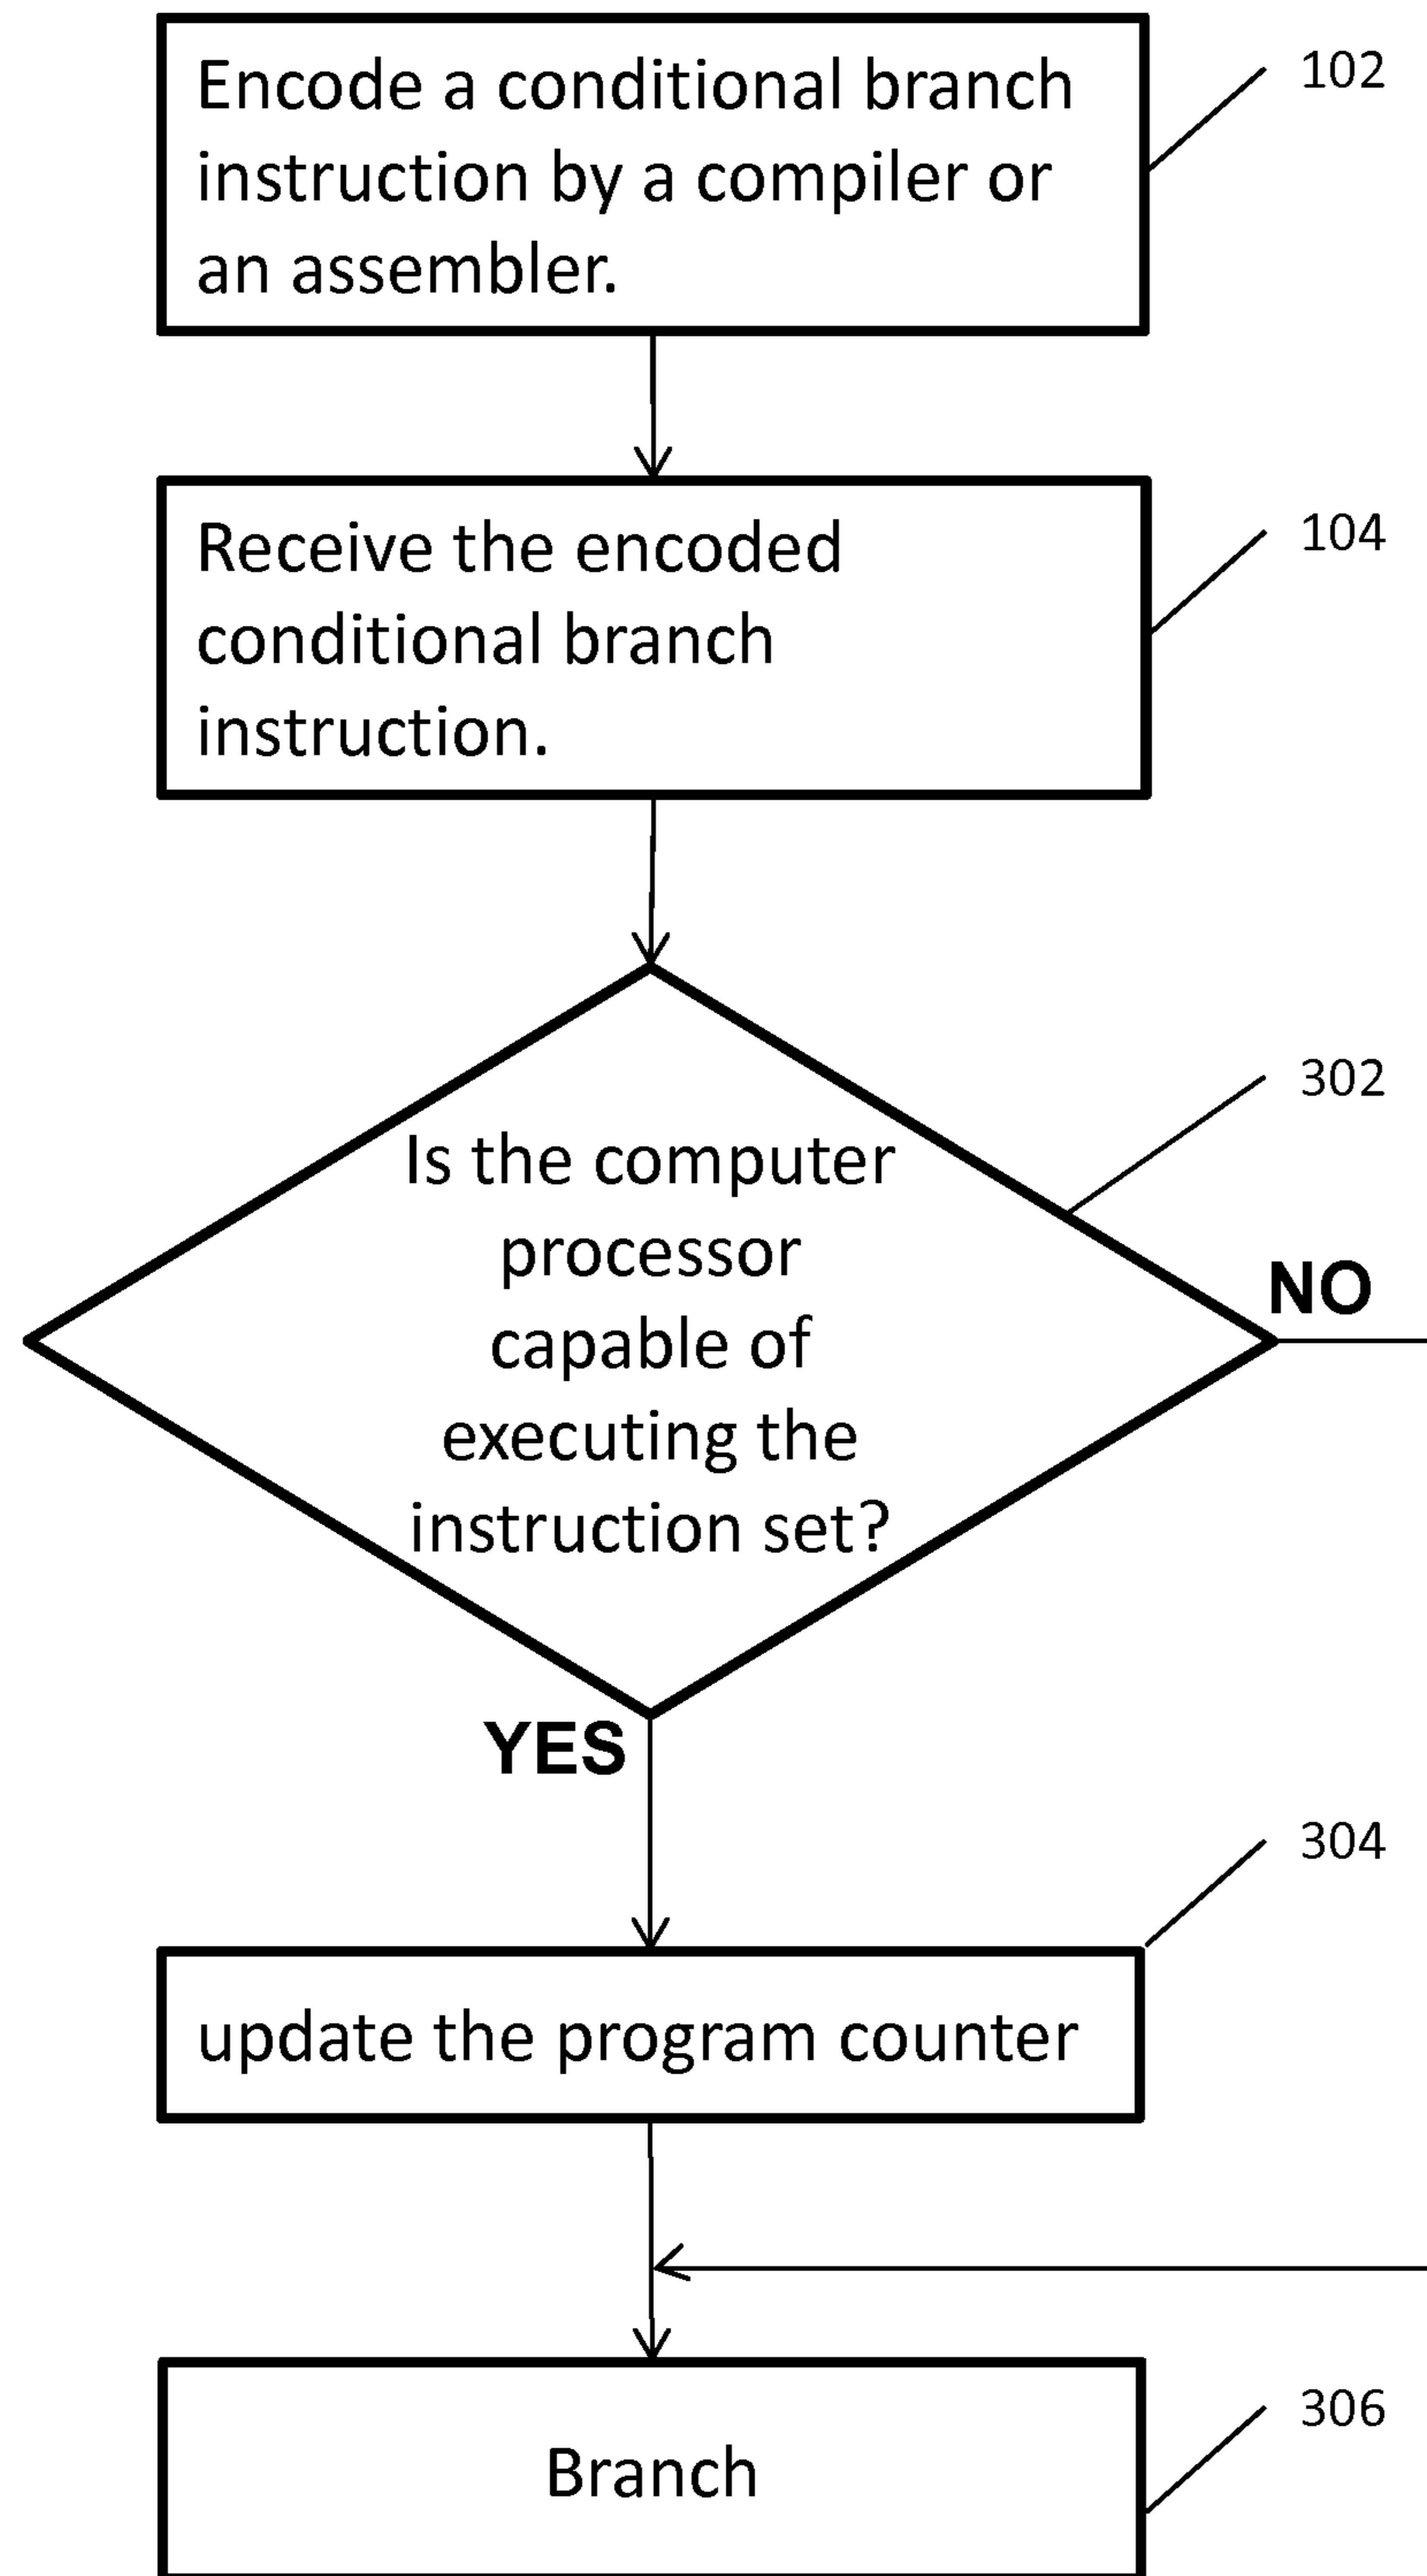 Encode a conditional branch
instruction by a compiler or
an assembler.
102
Receive the encoded
conditional branch
instruction.
104
Is the computer
processor
capable of
executing the
instruction set?
302
NO
YES
304
update the program counter
306
Branch